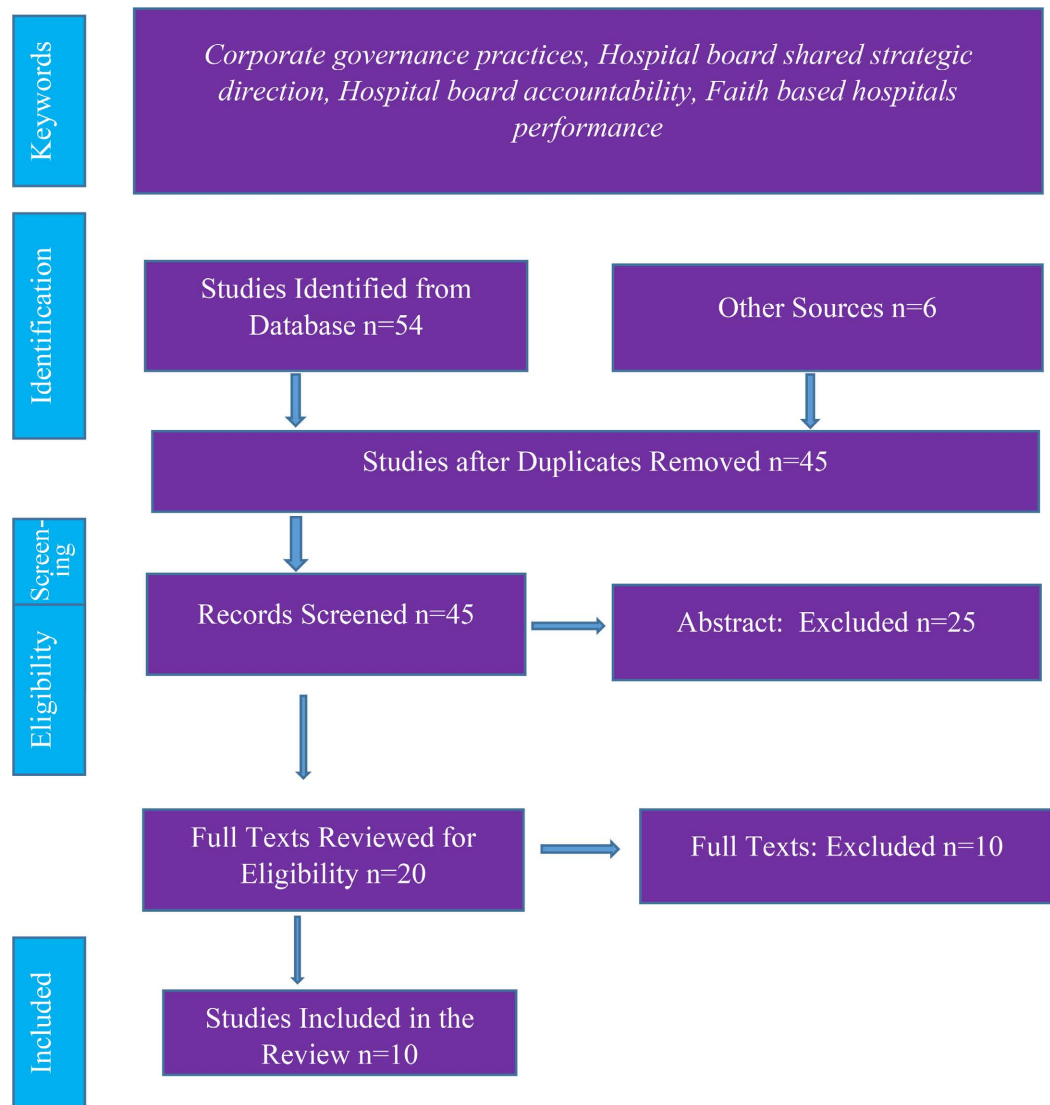 Keywords
Corporate governance practices, Hospital board shared strategic
direction, Hospital board accountability, Faith based hospitals
performance
Identification
Studies Identified from
Database n=54
Other Sources n=6
Studies after Duplicates Removed n=45
Screen-
ing
Records Screened n=45
Abstract: Excluded n=25
Eligibility
Full Texts Reviewed for
Eligibility n=20
Full Texts: Excluded n=10
Included
Studies Included in the
Review n=10